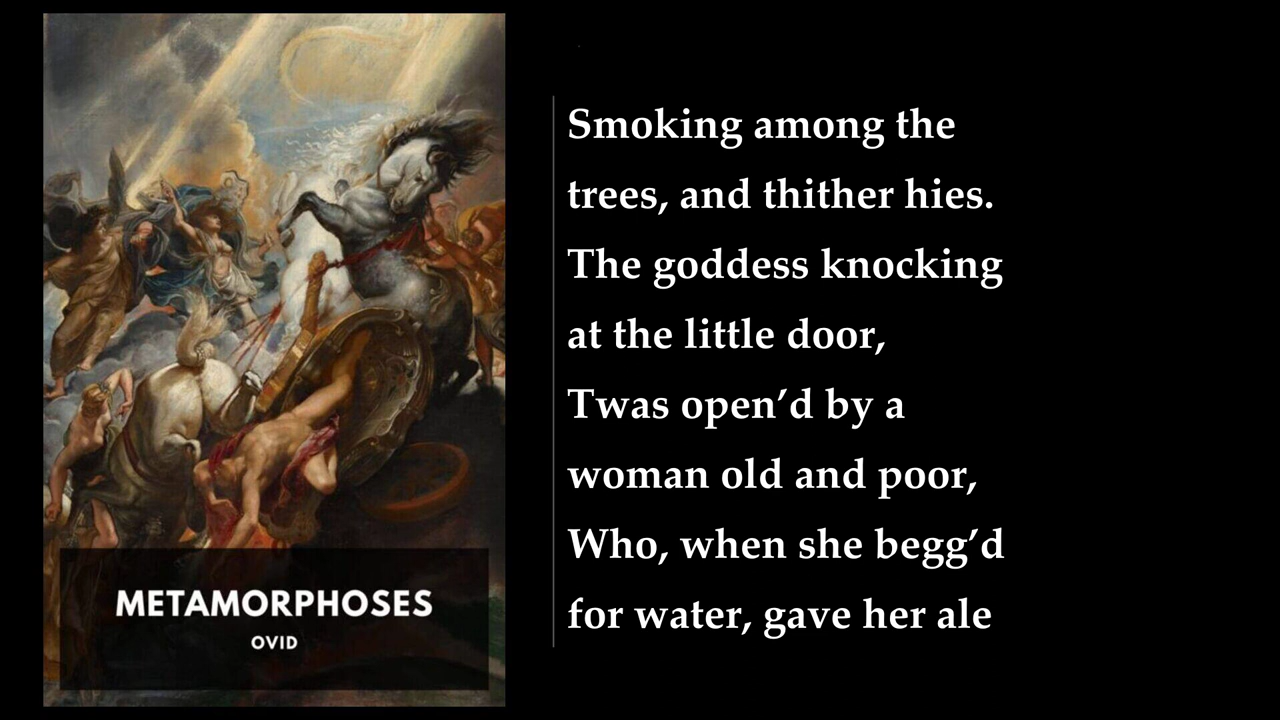 METAMORPHOSES
OVID
Smoking among the
trees, and thither hies.
The goddess knocking
at the little door,
Twas open’d by a
woman old and poor,
Who, when she begg’d
for water, gave her ale